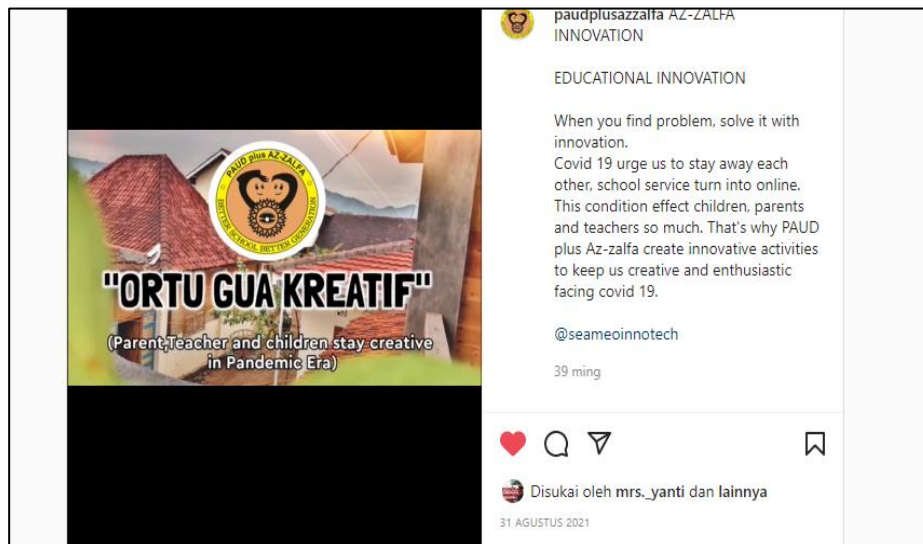 PAUD plus AZ-ZALFA
BETTER SCHOOL BETTER GENERATION
"ORTU GUA KREATIF"
(Parent,Teacher and children stay creative
in Pandemic Era)
paudplusazzalfa AZ-ZALFA
INNOVATION
EDUCATIONAL INNOVATION
When you find problem, solve it with
innovation.
Covid 19 urge us to stay away each
other, school service turn into online.
This condition effect children, parents
and teachers so much. That's why PAUD
plus Az-zalfa create innovative activities
to keep us creative and enthusiastic
facing covid 19.
@seameoinnotech
39 ming
Disukai oleh mrs._yanti dan lainnya
31 AGUSTUS 2021